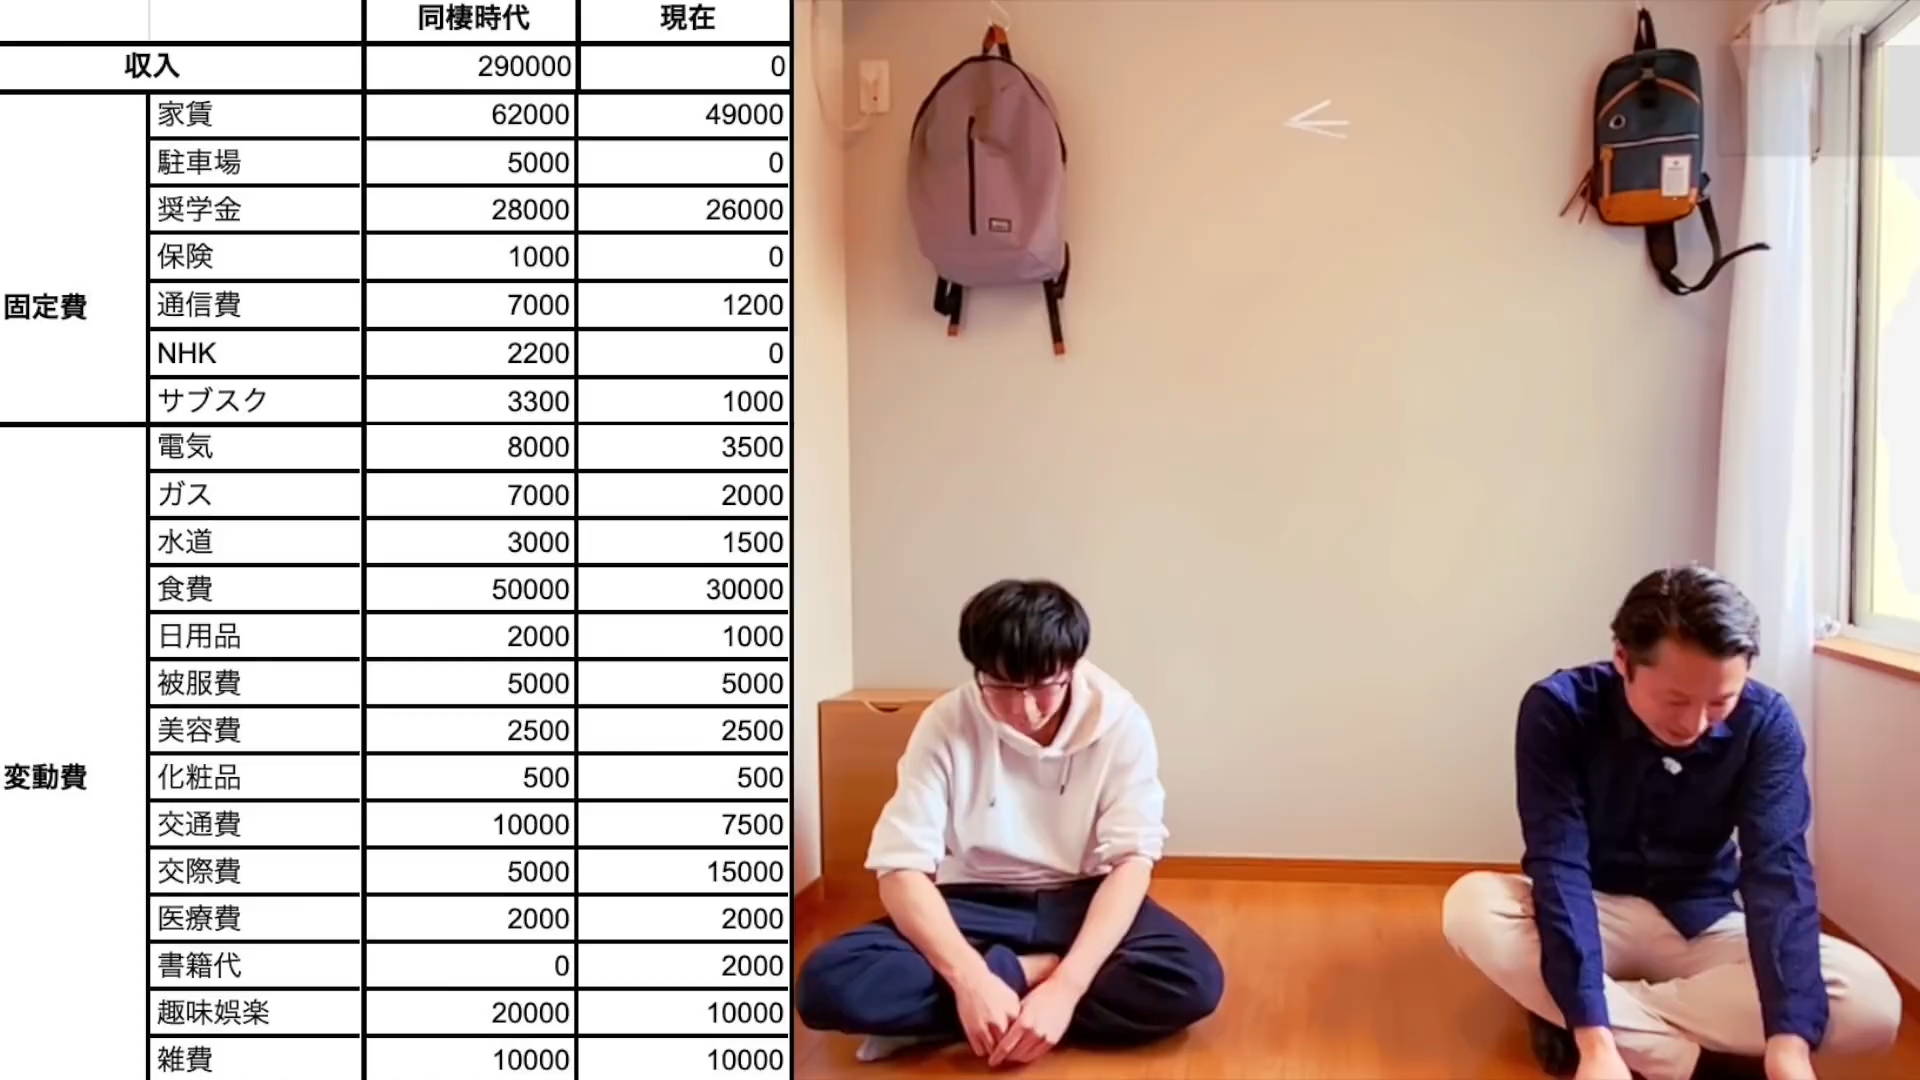 同棲時代 現在
収入 290000 0
固定費
家賃 62000 49000
駐車場 5000 0
奨学金 28000 26000
保険 1000 0
通信費 7000 1200
NHK 2200 0
サブスク 3300 1000
変動費
電気 8000 3500
ガス 7000 2000
水道 3000 1500
食費 50000 30000
日用品 2000 1000
被服費 5000 5000
美容費 2500 2500
化粧品 500 500
交通費 10000 7500
交際費 5000 15000
医療費 2000 2000
書籍代 0 2000
趣味娯楽 20000 10000
雑費 10000 10000